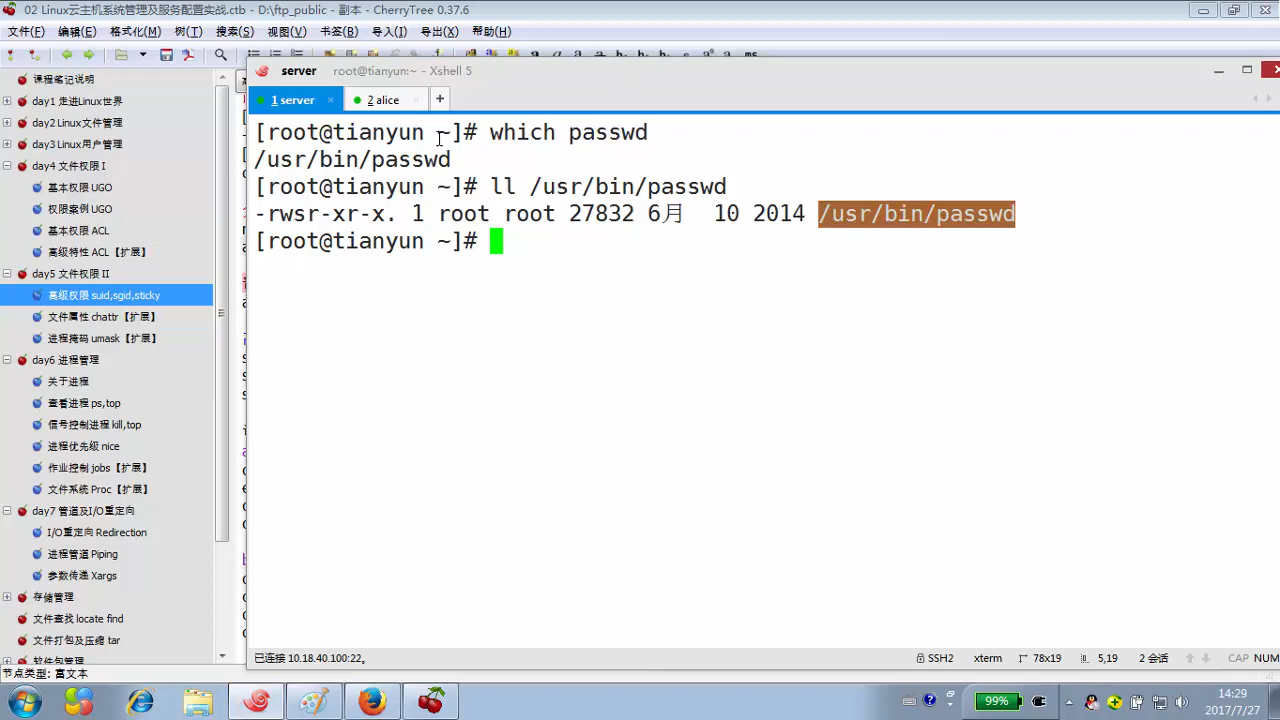 02 Linux云主机系统管理及服务配置实战.ctb - D:\ftp_public - 副本 - CherryTree 0.37.6
文件(F) 编辑(E) 格式化(M) 树(T) 搜索(S) 视图(V) 书签(B) 导入(I) 导出(X) 帮助(H)
课程笔记说明
day1 走进Linux世界
day2 Linux文件管理
day3 Linux用户管理
day4 文件权限 I
基本权限 UGO
权限案例 UGO
基本权限 ACL
高级特性 ACL【扩展】
day5 文件权限 II
高级权限 suid,sgid,sticky
文件属性 chattr【扩展】
进程掩码 umask【扩展】
day6 进程管理
关于进程
查看进程 ps,top
信号控制进程 kill,top
进程优先级 nice
作业控制 jobs【扩展】
文件系统 Proc【扩展】
day7 管道及I/O重定向
I/O重定向 Redirection
进程管道 Piping
参数传递 Xargs
存储管理
文件查找 locate find
文件打包及压缩 tar
软件包管理
节点类型: 富文本
server root@tianyun:~ - Xshell 5
1 server × 2 alice × +
[root@tianyun ~]# which passwd
/usr/bin/passwd
[root@tianyun ~]# ll /usr/bin/passwd
-rwsr-xr-x. 1 root root 27832 6月 10 2014 /usr/bin/passwd
[root@tianyun ~]#
已连接 10.18.40.100:22。 SSH2 xterm 78x19 5,19 2 会话 CAP NUM
99%
14:29
2017/7/27